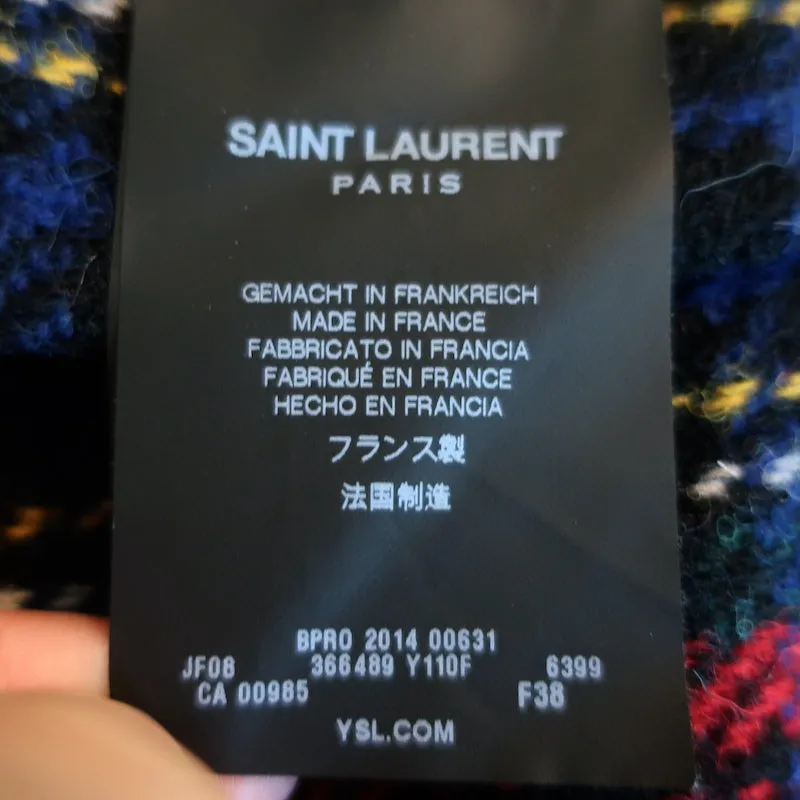 SAINT LAURENT
PARIS
GEMACHT IN FRANKREICH
MADE IN FRANCE
FABBRICATO IN FRANCIA
FABRIQUÉ EN FRANCE
HECHO EN FRANCIA
フランス製
法国制造
BPRO 2014 00631
JF08 366489 Y110F 6399
CA 00985 F38
YSL.COM